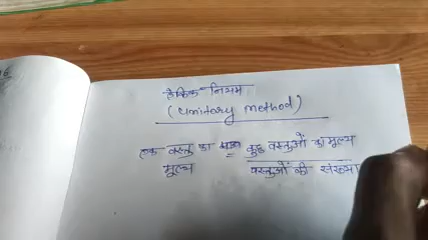 ऐकिक नियम
(Unitary method)
एक वस्तु का = कुछ वस्तुओं का मूल्य
मूल्य वस्तुओं की संख्या